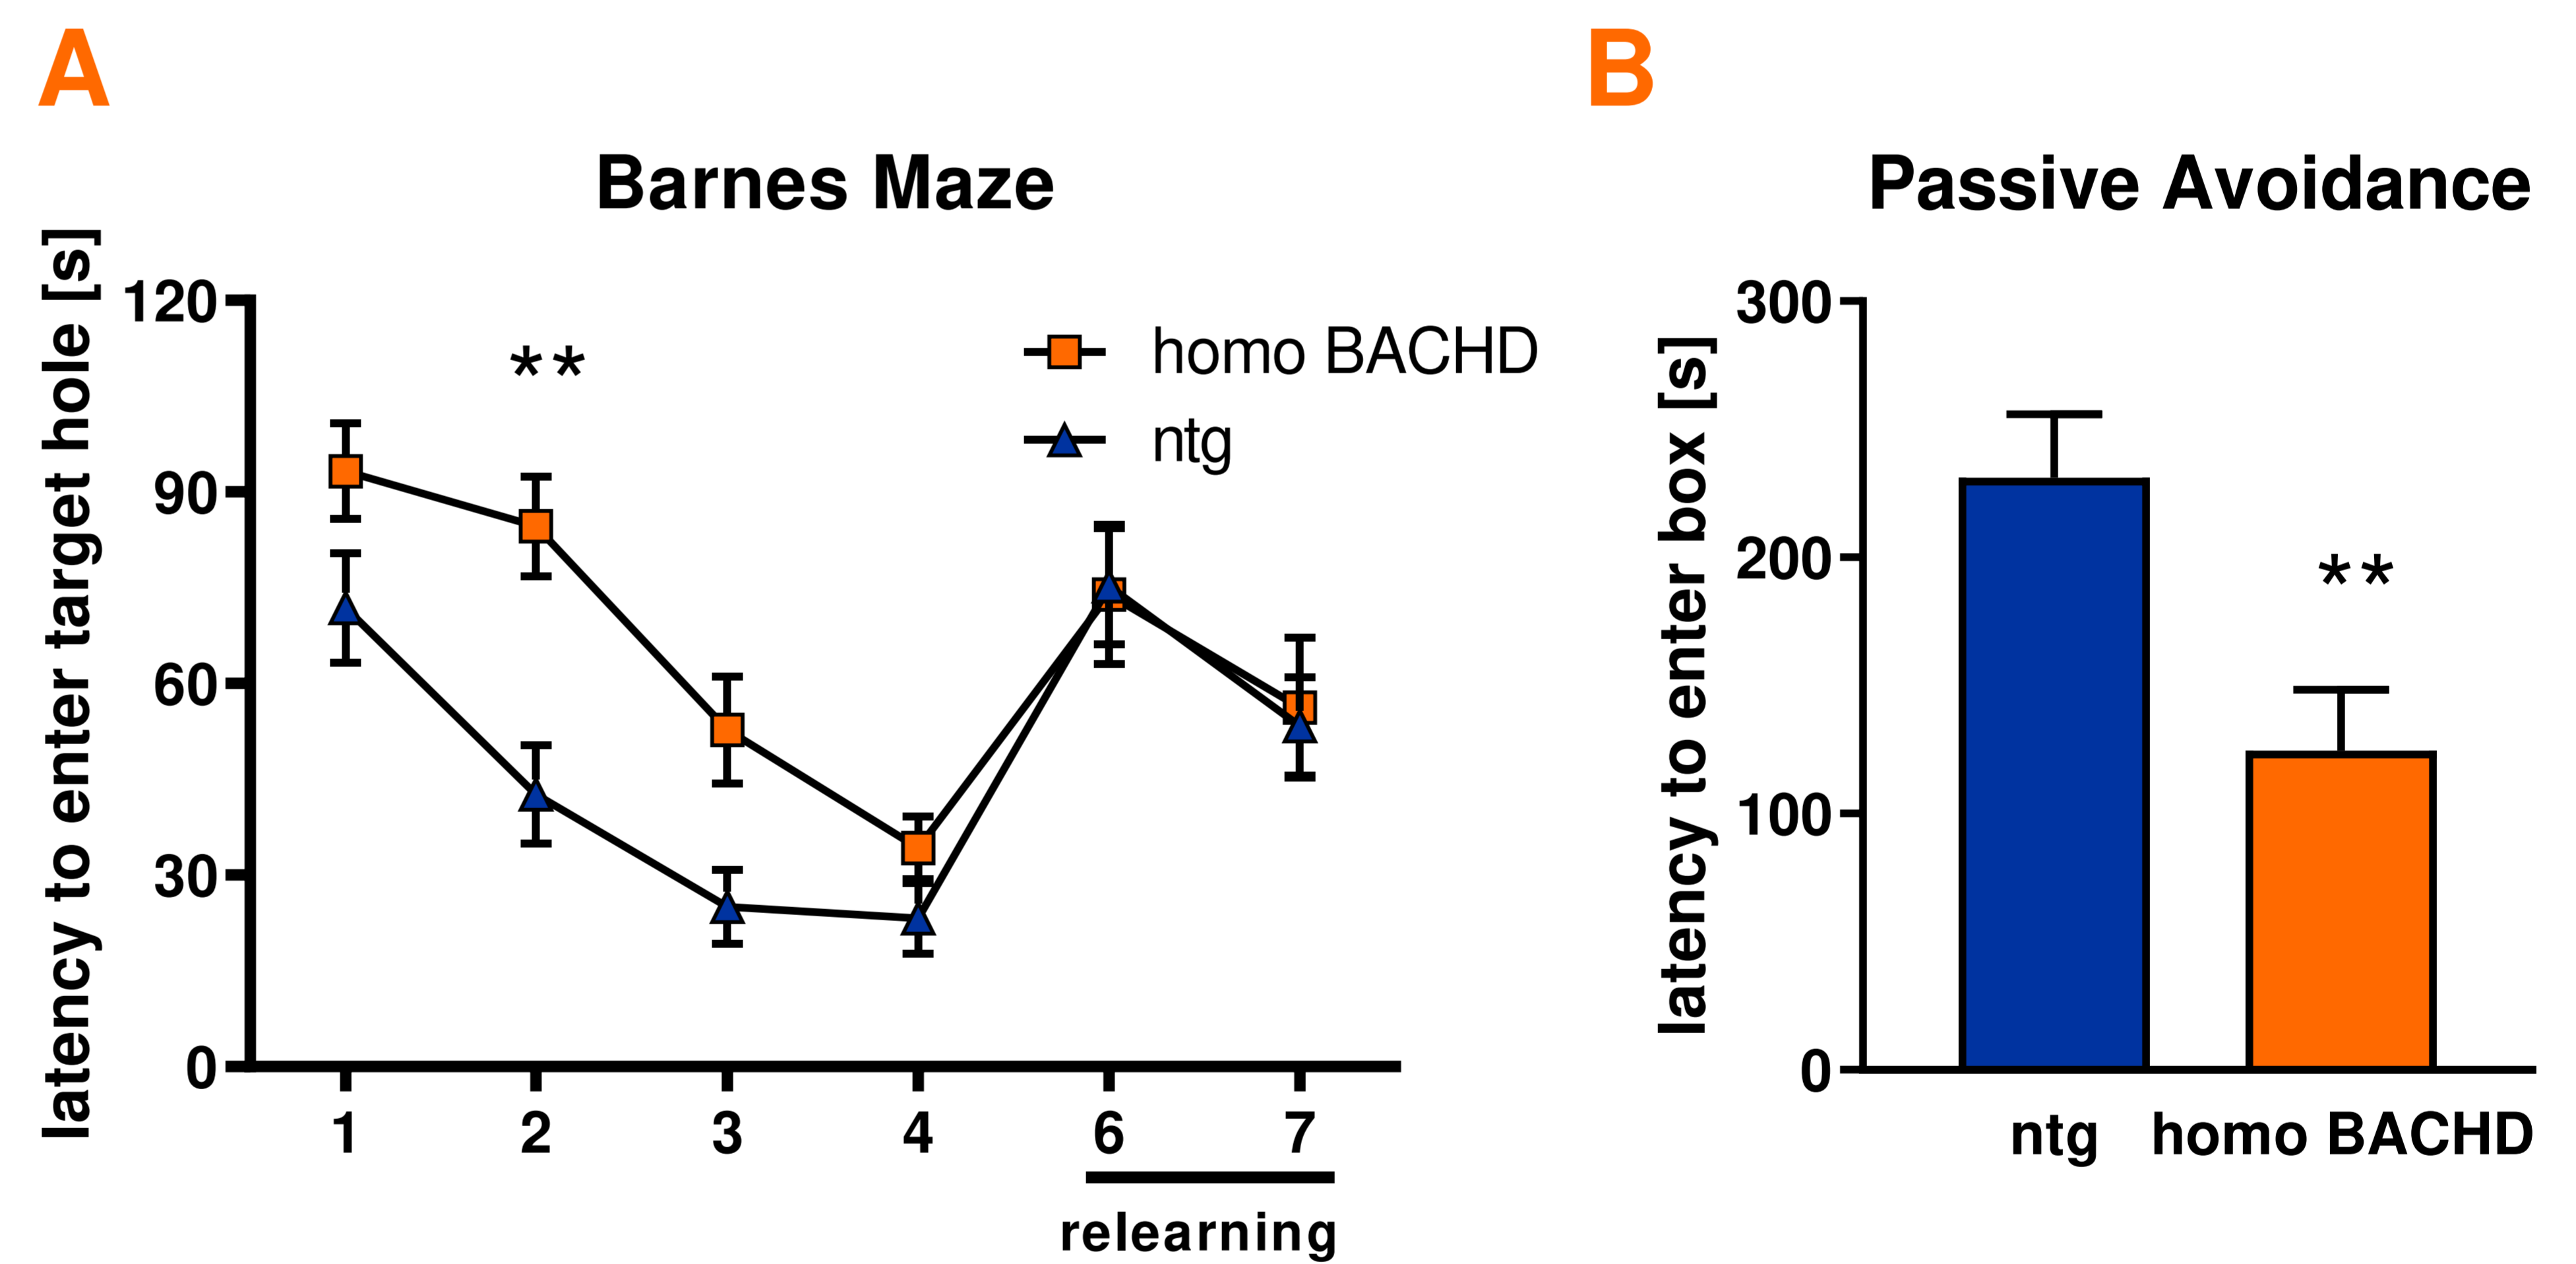 A
Barnes Maze
latency to enter target hole [s]
120
90
60
30
0
**
homo BACHD
ntg
1 2 3 4 6 7
relearning
B
Passive Avoidance
latency to enter box [s]
300
200
100
0
**
ntg homo BACHD